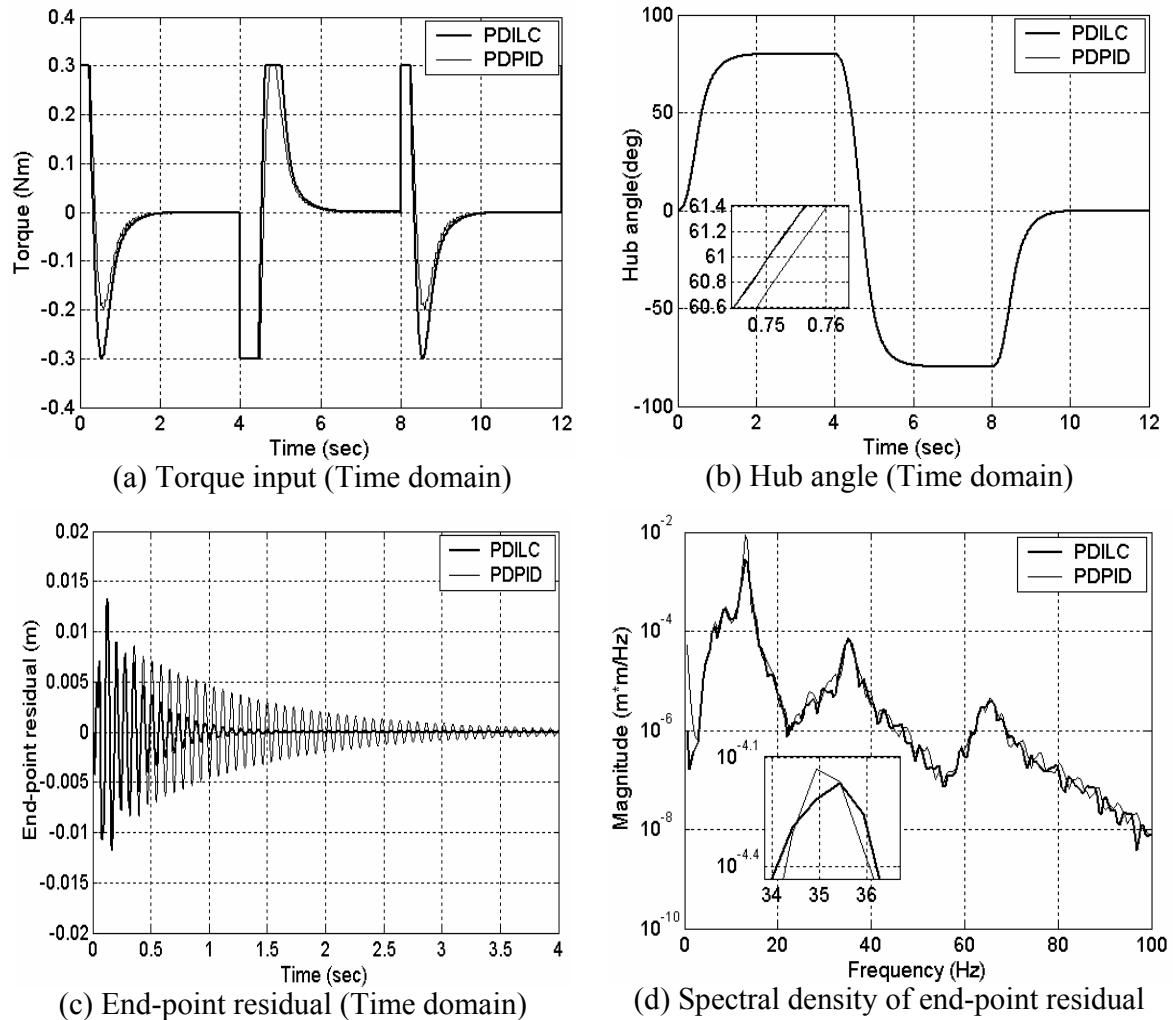 0.4
0.3
0.2
0.1
0
-0.1
-0.2
-0.3
-0.4
Torque (Nm)
PDILC
PDPID
0 2 4 6 8 10 12
Time (sec)
(a) Torque input (Time domain)
100
50
0
-50
-100
Hub angle(deg)
PDILC
PDPID
61.4
61.2
61
60.8
60.6
0.75 0.76
0 2 4 6 8 10 12
Time (sec)
(b) Hub angle (Time domain)
0.02
0.015
0.01
0.005
0
-0.005
-0.01
-0.015
-0.02
End-point residual (m)
PDILC
PDPID
0 0.5 1 1.5 2 2.5 3 3.5 4
Time (sec)
(c) End-point residual (Time domain)
10^-2
10^-4
10^-6
10^-8
10^-10
Magnitude (m*m/Hz)
PDILC
PDPID
10^-4.1
10^-4.4
34 35 36
0 20 40 60 80 100
Frequency (Hz)
(d) Spectral density of end-point residual